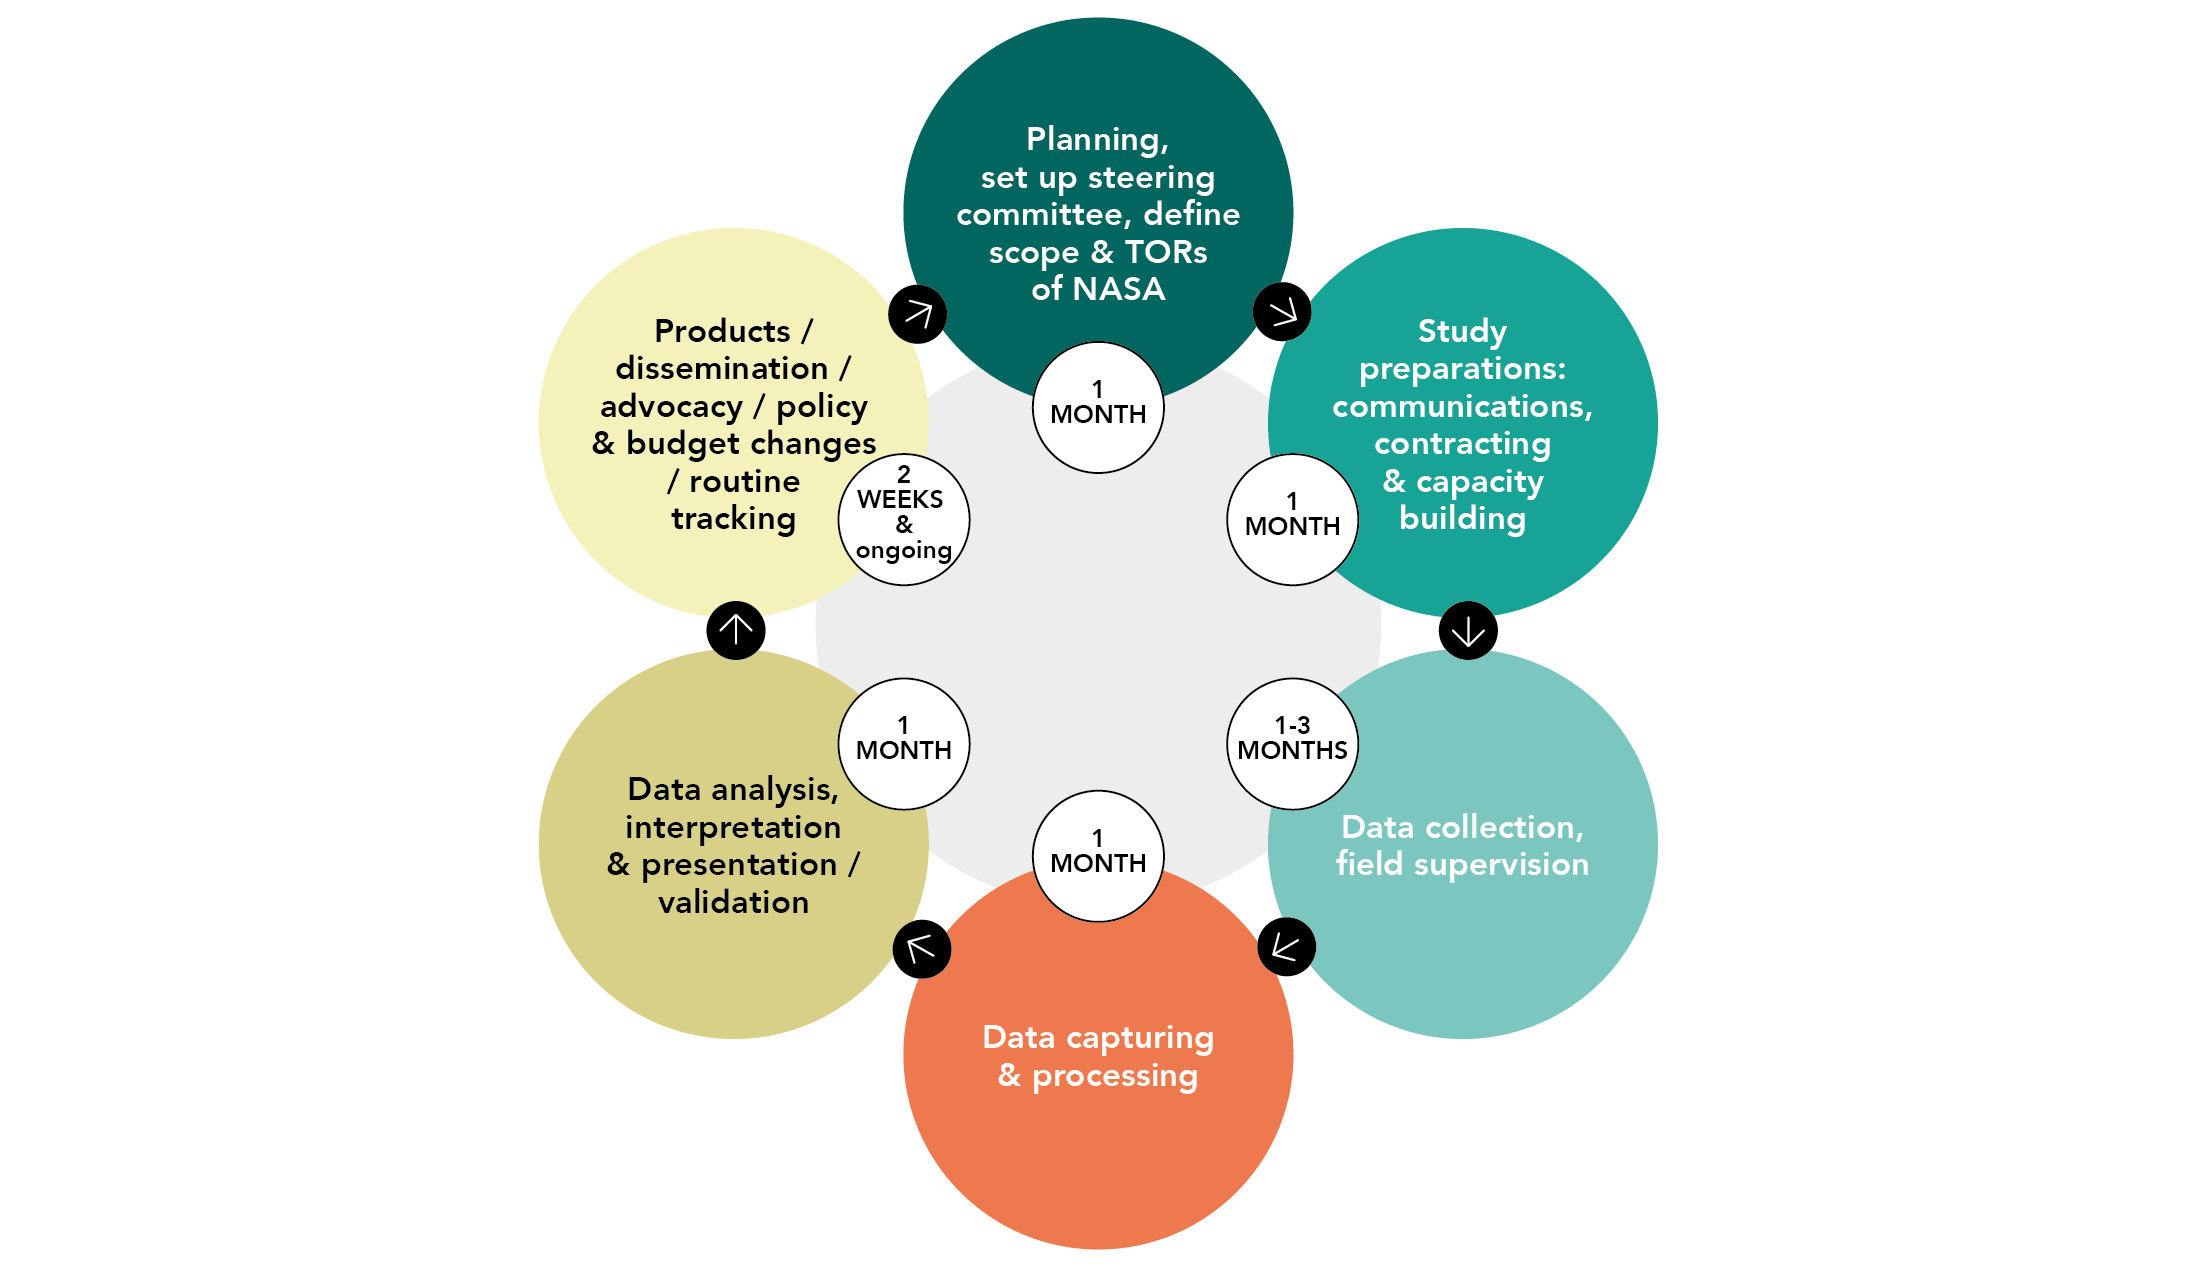 Planning,
set up steering
committee, define
scope & TORs
of NASA
1
MONTH
Study
preparations:
communications,
contracting
& capacity
building
1
MONTH
Data collection,
field supervision
1-3
MONTHS
Data capturing
& processing
1
MONTH
Data analysis,
interpretation
& presentation /
validation
1
MONTH
Products /
dissemination /
advocacy / policy
& budget changes
/ routine
tracking
2
WEEKS
&
ongoing